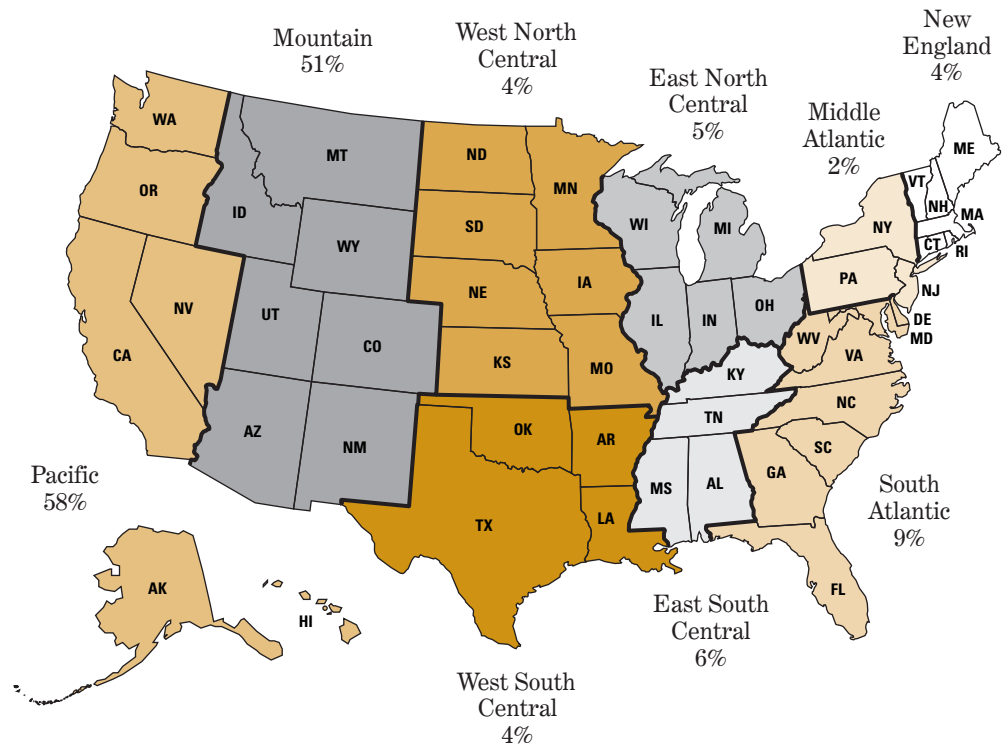 Mountain
51%
West North
Central
4%
East North
Central
5%
Middle
Atlantic
2%
New
England
4%
WA
OR
CA
NV
ID
MT
WY
UT
CO
AZ
NM
ND
SD
NE
KS
MN
IA
MO
WI
MI
IL
IN
OH
KY
TN
MS
AL
OK
AR
TX
LA
NY
PA
NJ
VT
NH
ME
MA
CT
RI
DE
MD
WV
VA
NC
SC
GA
FL
AK
HI
Pacific
58%
South
Atlantic
9%
East South
Central
6%
West South
Central
4%